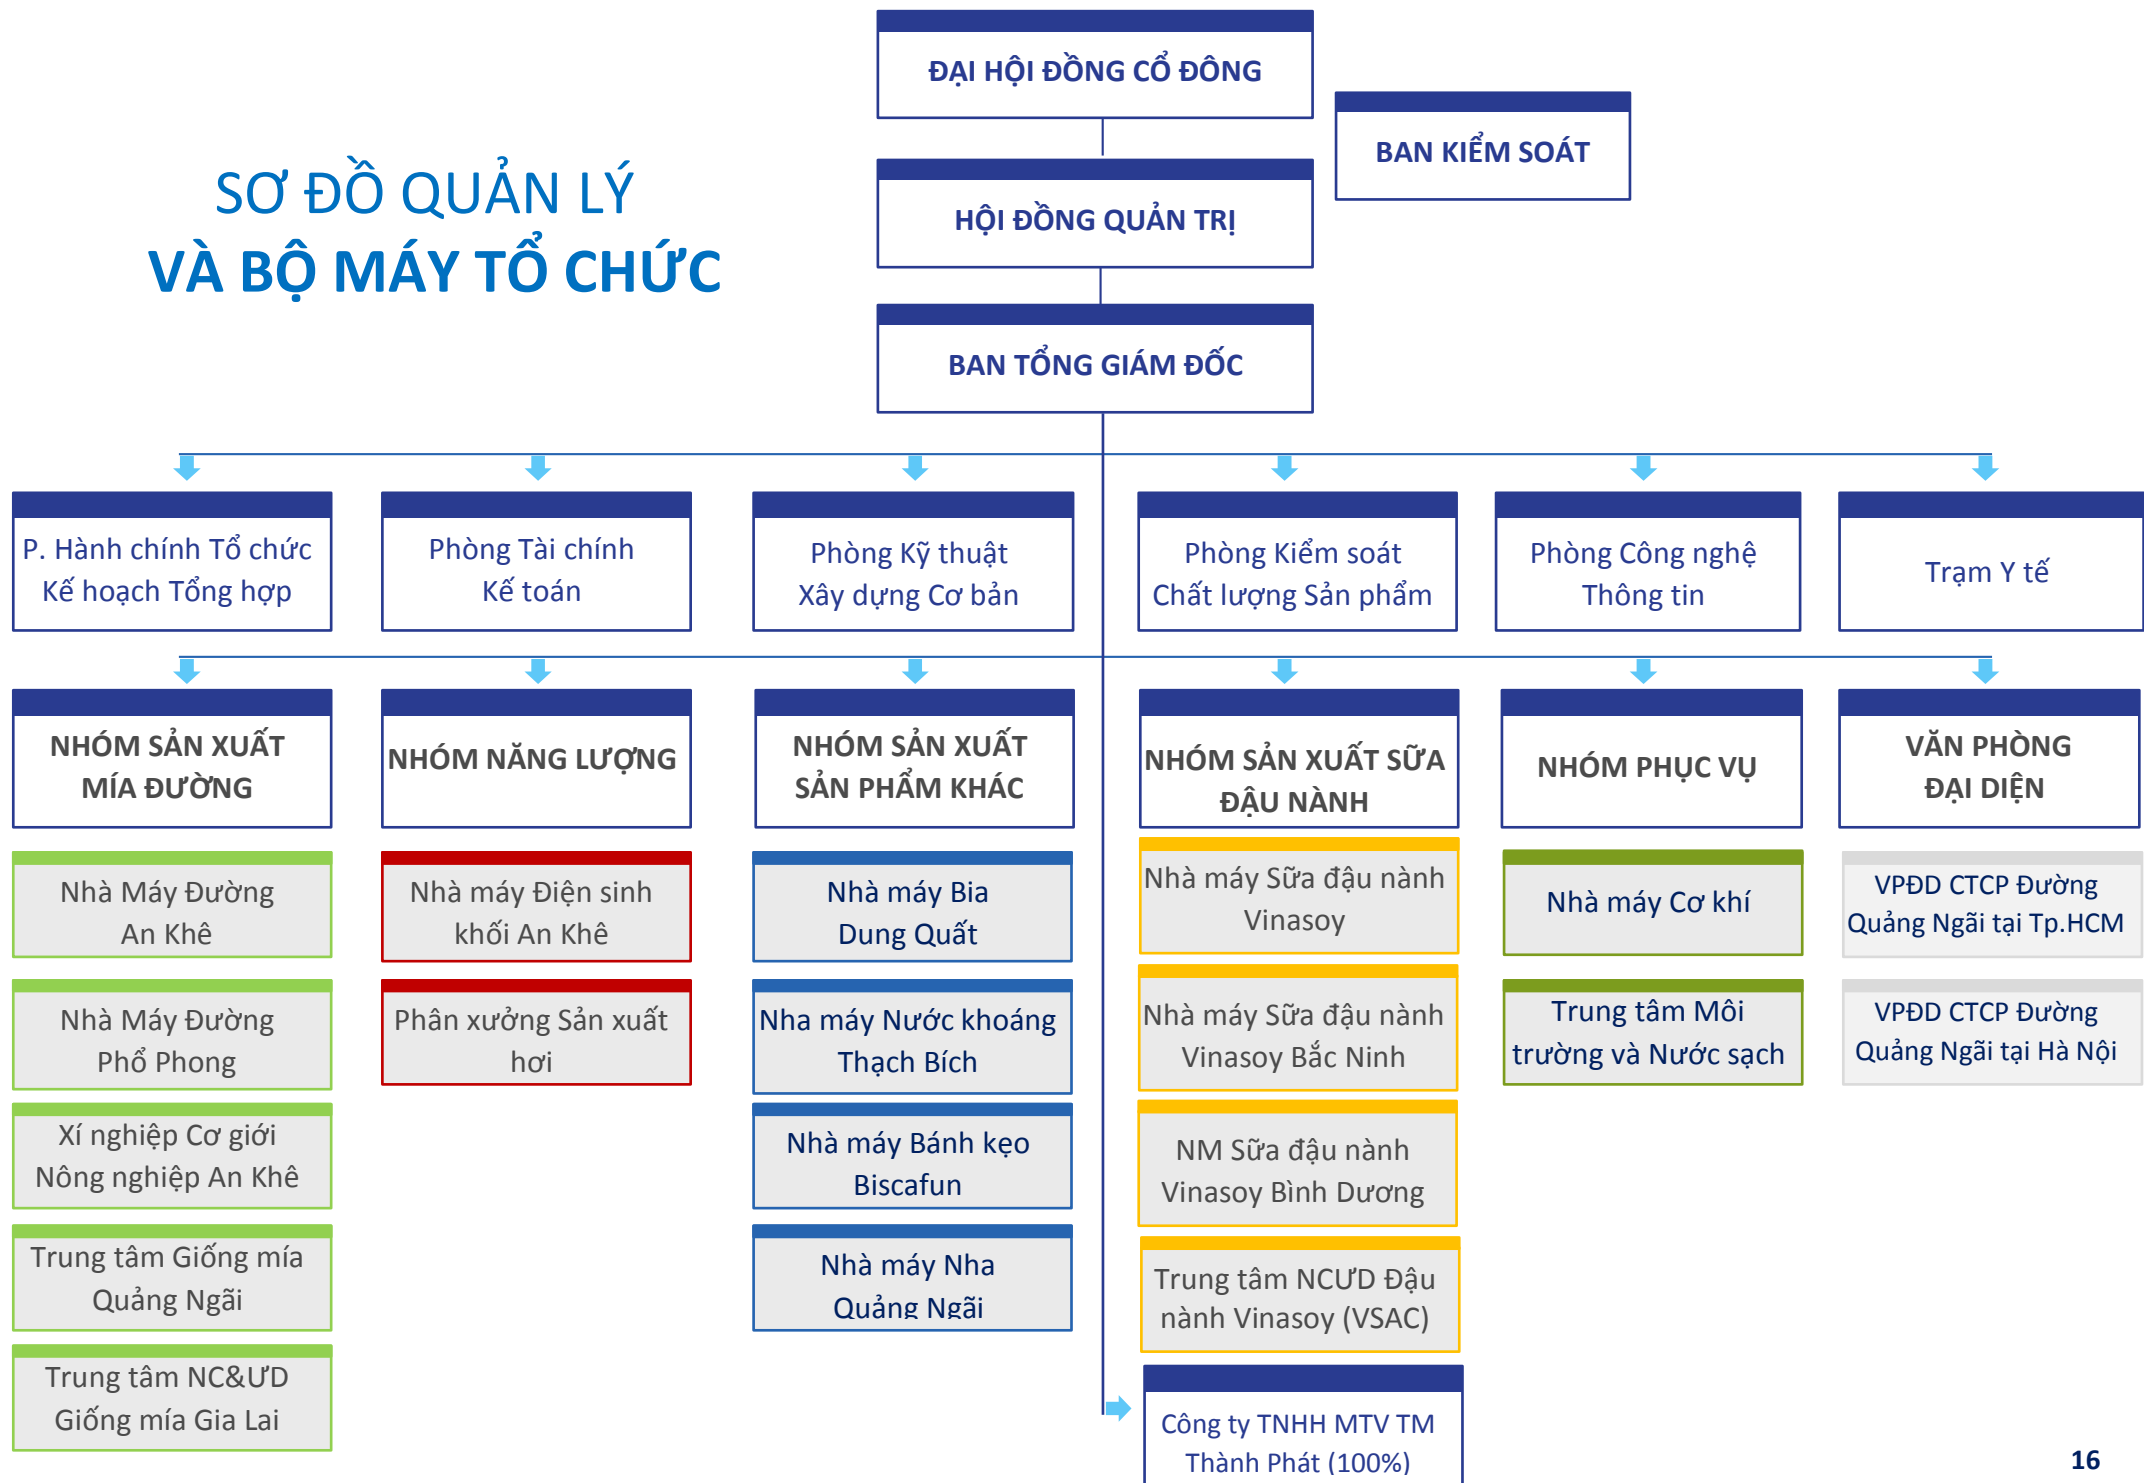 SƠ ĐỒ QUẢN LÝ
VÀ BỘ MÁY TỔ CHỨC
ĐẠI HỘI ĐỒNG CỔ ĐÔNG
BAN KIỂM SOÁT
HỘI ĐỒNG QUẢN TRỊ
BAN TỔNG GIÁM ĐỐC
P. Hành chính Tổ chức
Kế hoạch Tổng hợp
Phòng Tài chính
Kế toán
Phòng Kỹ thuật
Xây dựng Cơ bản
Phòng Kiểm soát
Chất lượng Sản phẩm
Phòng Công nghệ
Thông tin
Trạm Y tế
NHÓM SẢN XUẤT
MÍA ĐƯỜNG
NHÓM NĂNG LƯỢNG
NHÓM SẢN XUẤT
SẢN PHẨM KHÁC
NHÓM SẢN XUẤT SỮA
ĐẬU NÀNH
NHÓM PHỤC VỤ
VĂN PHÒNG
ĐẠI DIỆN
Nhà Máy Đường
An Khê
Nhà Máy Đường
Phổ Phong
Xí nghiệp Cơ giới
Nông nghiệp An Khê
Trung tâm Giống mía
Quảng Ngãi
Trung tâm NC&ƯD
Giống mía Gia Lai
Nhà máy Điện sinh
khối An Khê
Phân xưởng Sản xuất
hơi
Nhà máy Bia
Dung Quất
Nha máy Nước khoáng
Thạch Bích
Nhà máy Bánh kẹo
Biscafun
Nhà máy Nha
Quảng Ngãi
Nhà máy Sữa đậu nành
Vinasoy
Nhà máy Sữa đậu nành
Vinasoy Bắc Ninh
NM Sữa đậu nành
Vinasoy Bình Dương
Trung tâm NCƯD Đậu
nành Vinasoy (VSAC)
Công ty TNHH MTV TM
Thành Phát (100%)
Nhà máy Cơ khí
Trung tâm Môi
trường và Nước sạch
VPĐD CTCP Đường
Quảng Ngãi tại Tp.HCM
VPĐD CTCP Đường
Quảng Ngãi tại Hà Nội
16